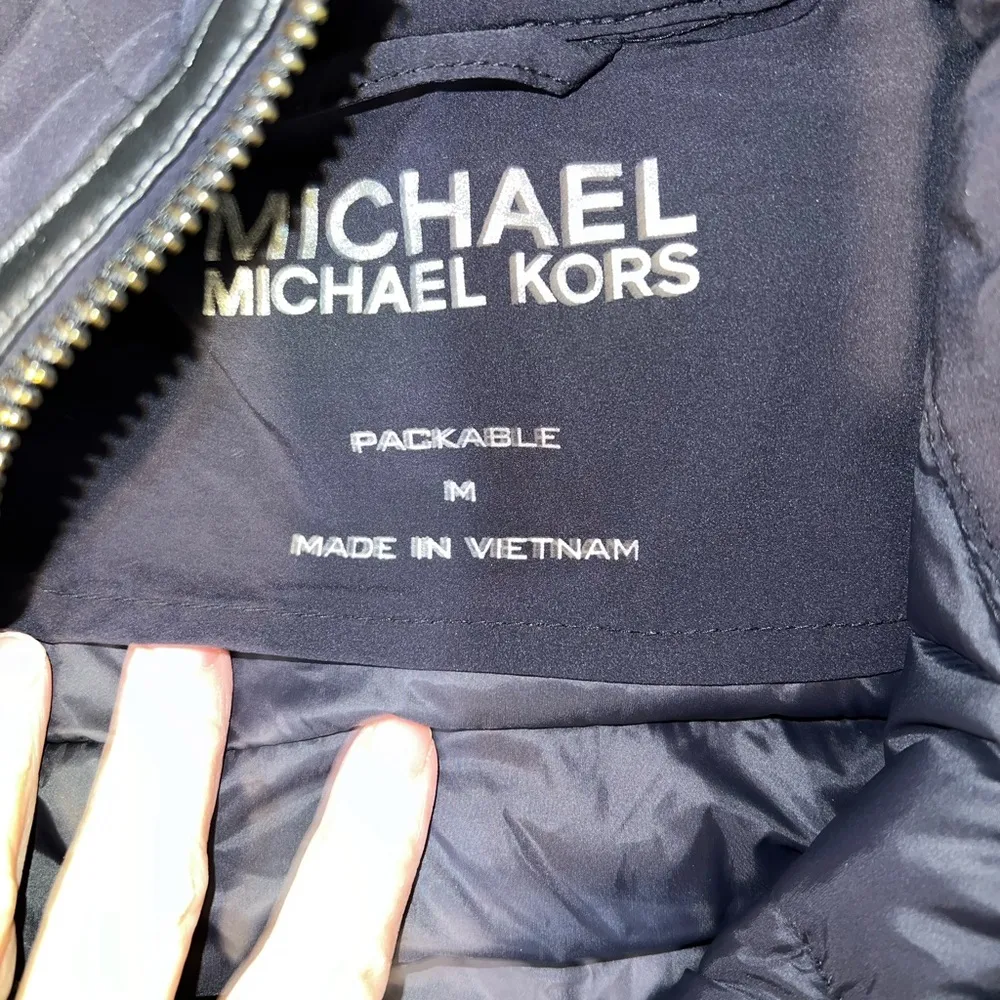 MICHAEL
MICHAEL KORS
PACKABLE
M
MADE IN VIETNAM